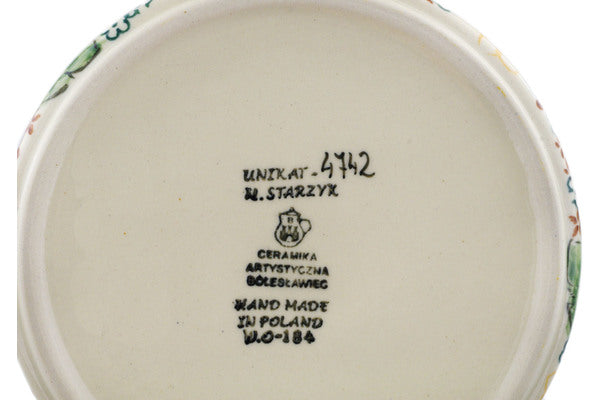 UNIKAT-4742
M.STARZYK
B
CERAMIKA
ARTYSTYCZNA
BOLESŁAWIEC
HAND MADE
IN POLAND
W.O-184